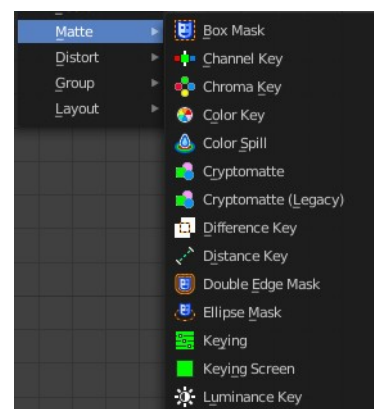 Matte
Distort
Group
Layout
Box Mask
Channel Key
Chroma Key
Color Key
Color Spill
Cryptomatte
Cryptomatte (Legacy)
Difference Key
Distance Key
Double Edge Mask
Ellipse Mask
Keying
Keying Screen
Luminance Key